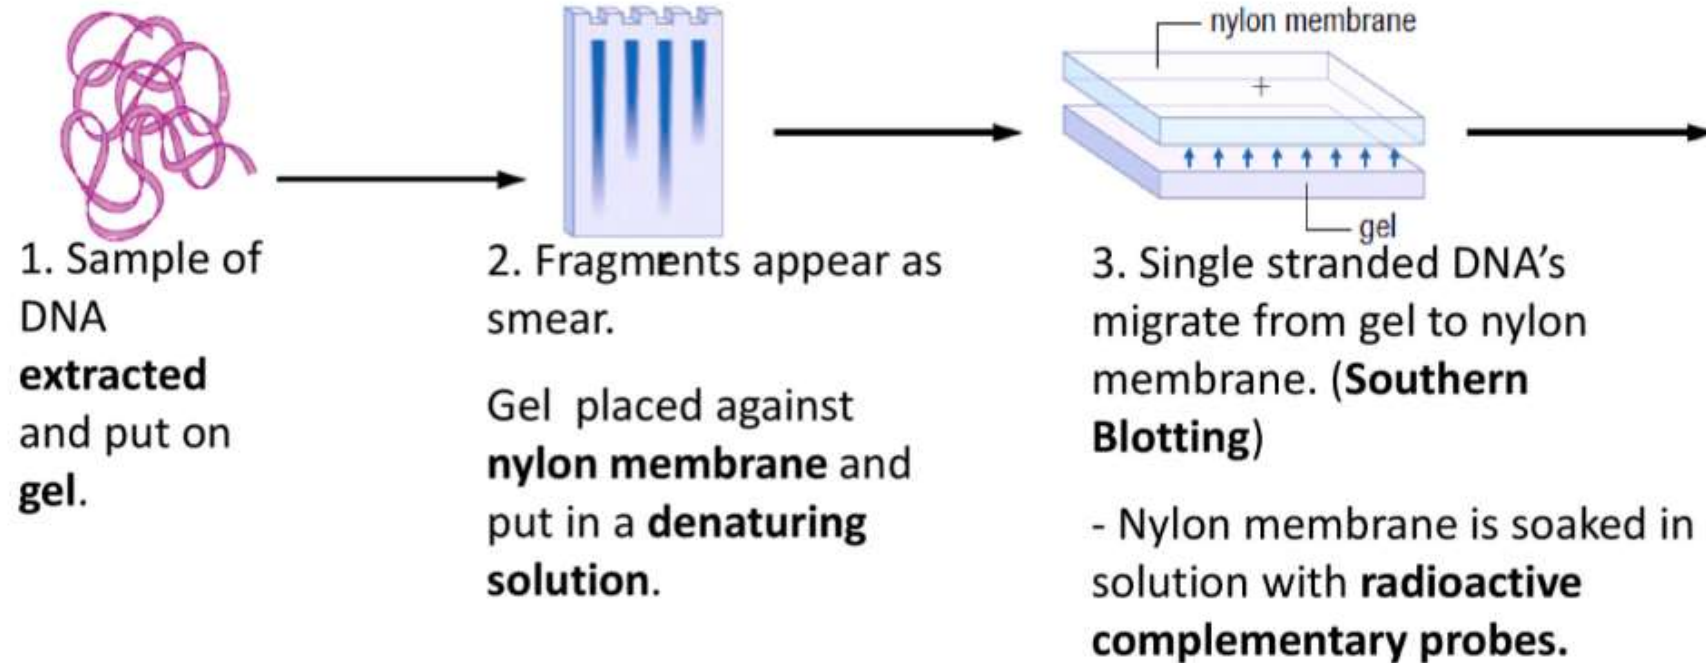 nylon membrane
gel
1. Sample of
DNA
extracted
and put on
gel.
2. Fragments appear as
smear.
Gel placed against
nylon membrane and
put in a denaturing
solution.
3. Single stranded DNA’s
migrate from gel to nylon
membrane. (Southern
Blotting)
- Nylon membrane is soaked in
solution with radioactive
complementary probes.